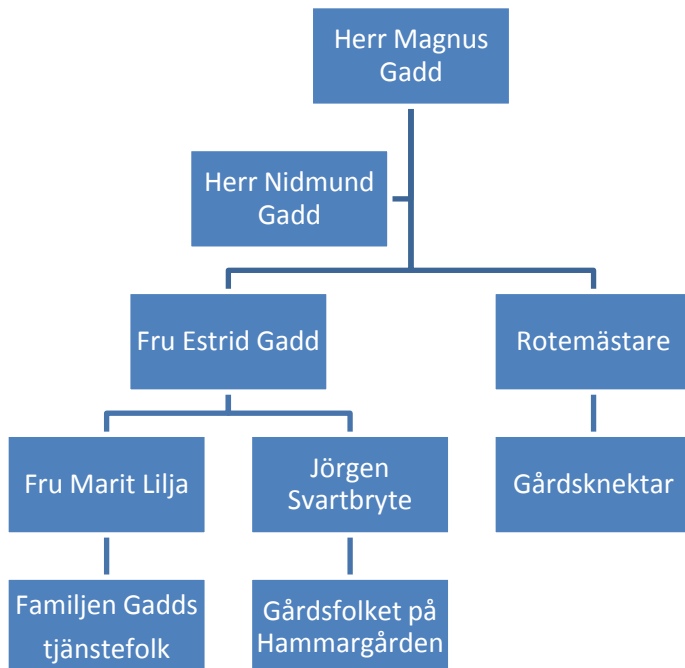 Herr Magnus
Gadd
Herr Nidmund
Gadd
Fru Estrid Gadd
Rotemästare
Fru Marit Lilja
Jörgen
Svartbryte
Gårdsknektar
Familjen Gadds
tjänstefolk
Gårdsfolket på
Hammargården